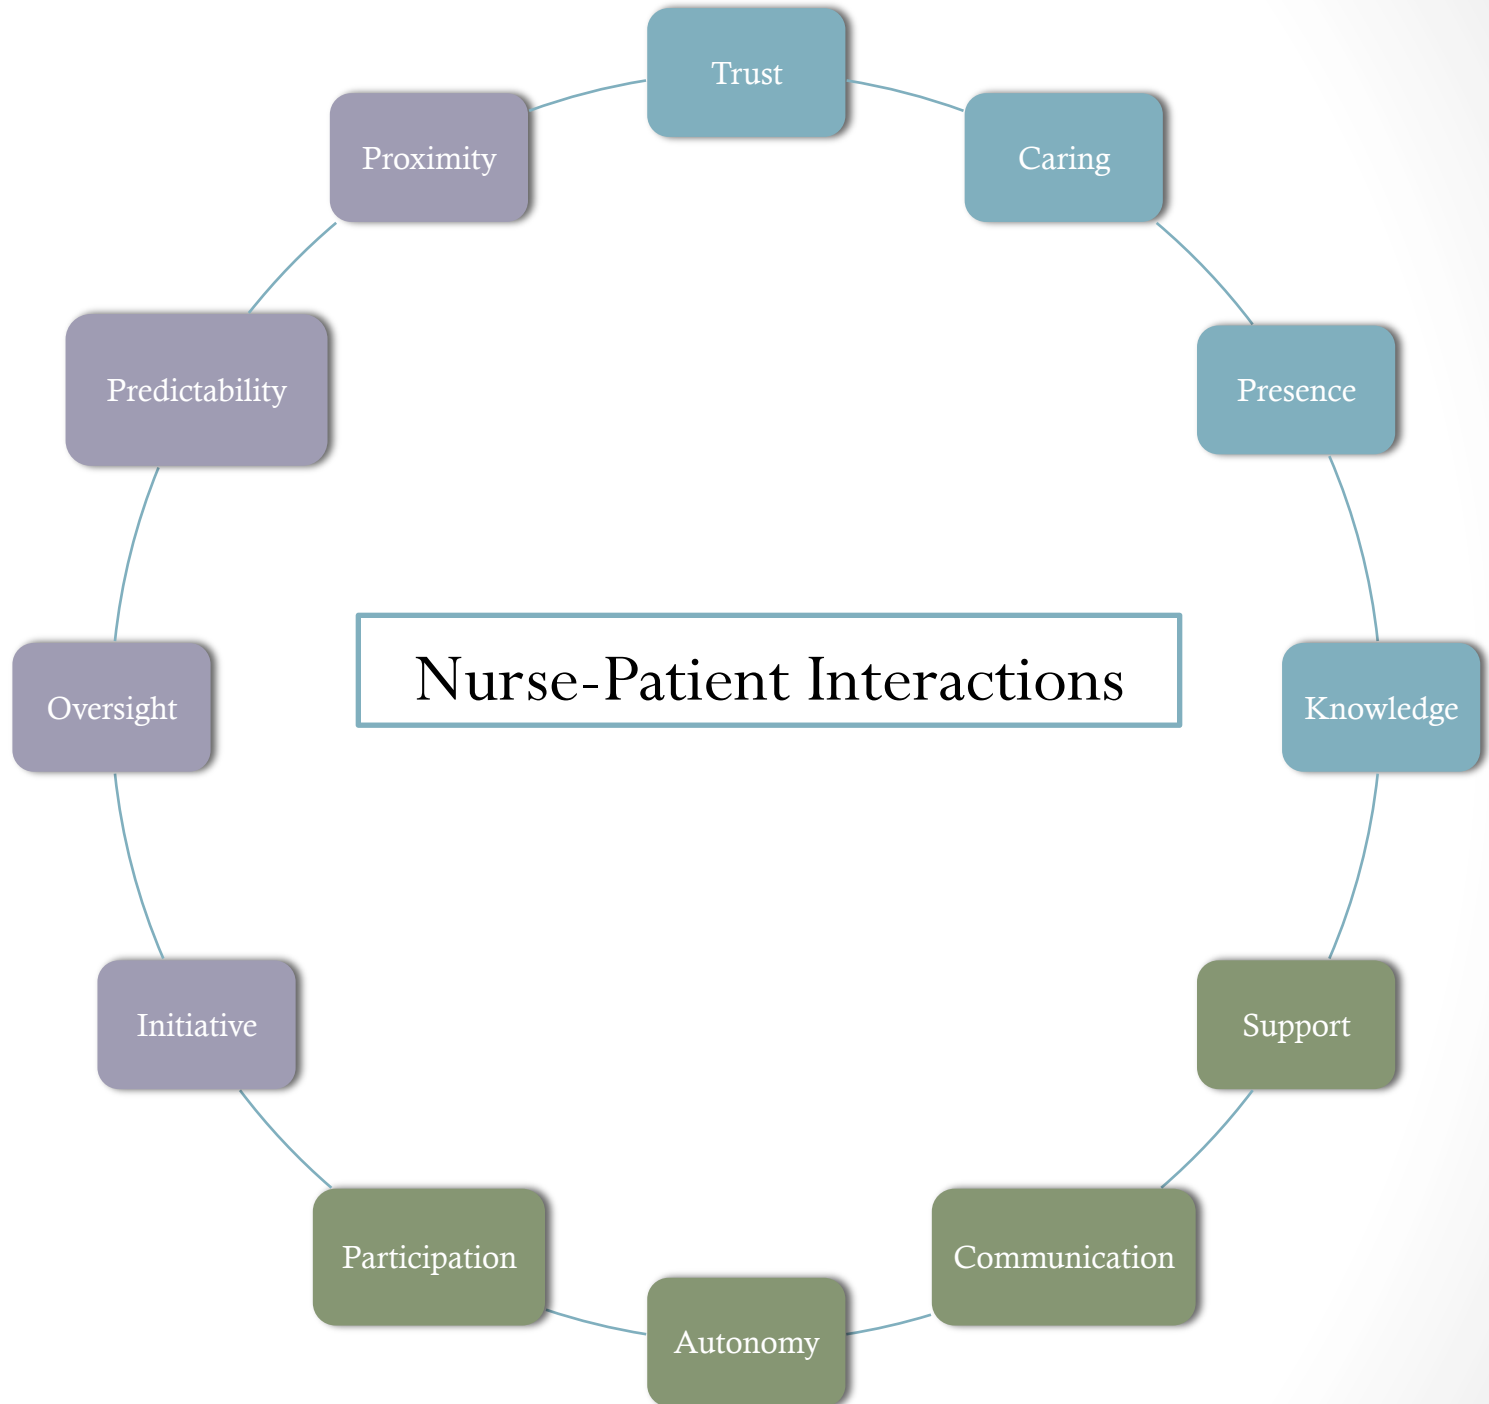 Trust
Caring
Presence
Knowledge
Support
Communication
Autonomy
Participation
Initiative
Oversight
Predictability
Proximity
Nurse-Patient Interactions